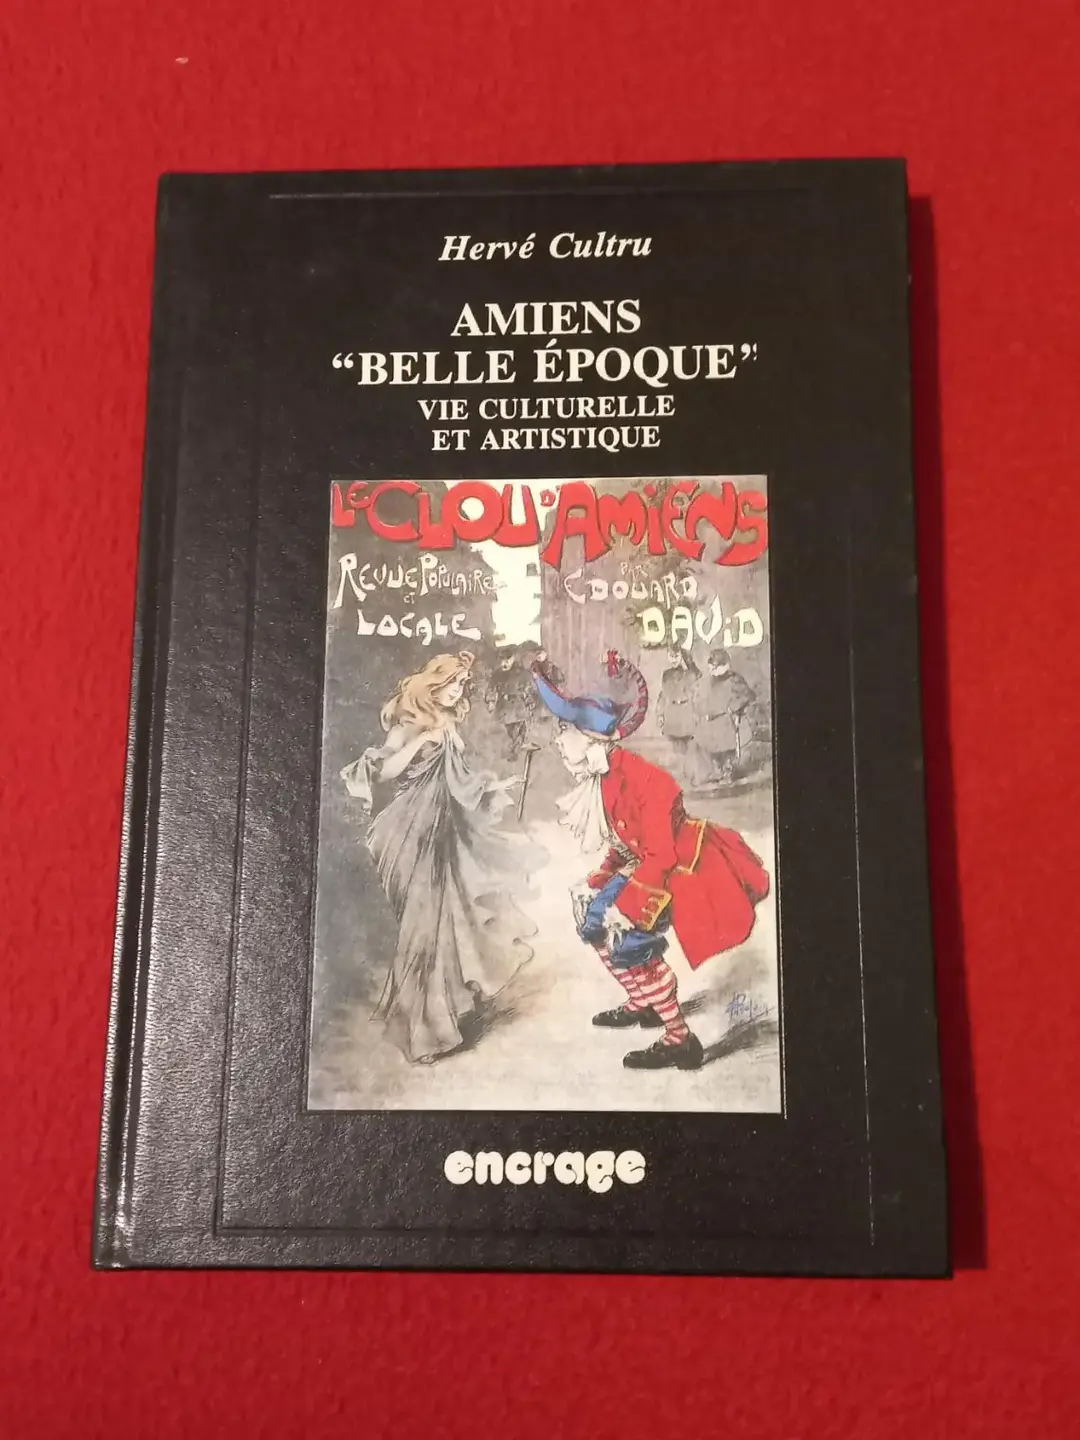 Hervé Cultru
AMIENS
“BELLE ÉPOQUE”
VIE CULTURELLE
ET ARTISTIQUE
LE CLOU D'AMIENS
REVUE POPULAIRE
ET
LOCALE
PAR
EDOUARD
DAVID
encrage